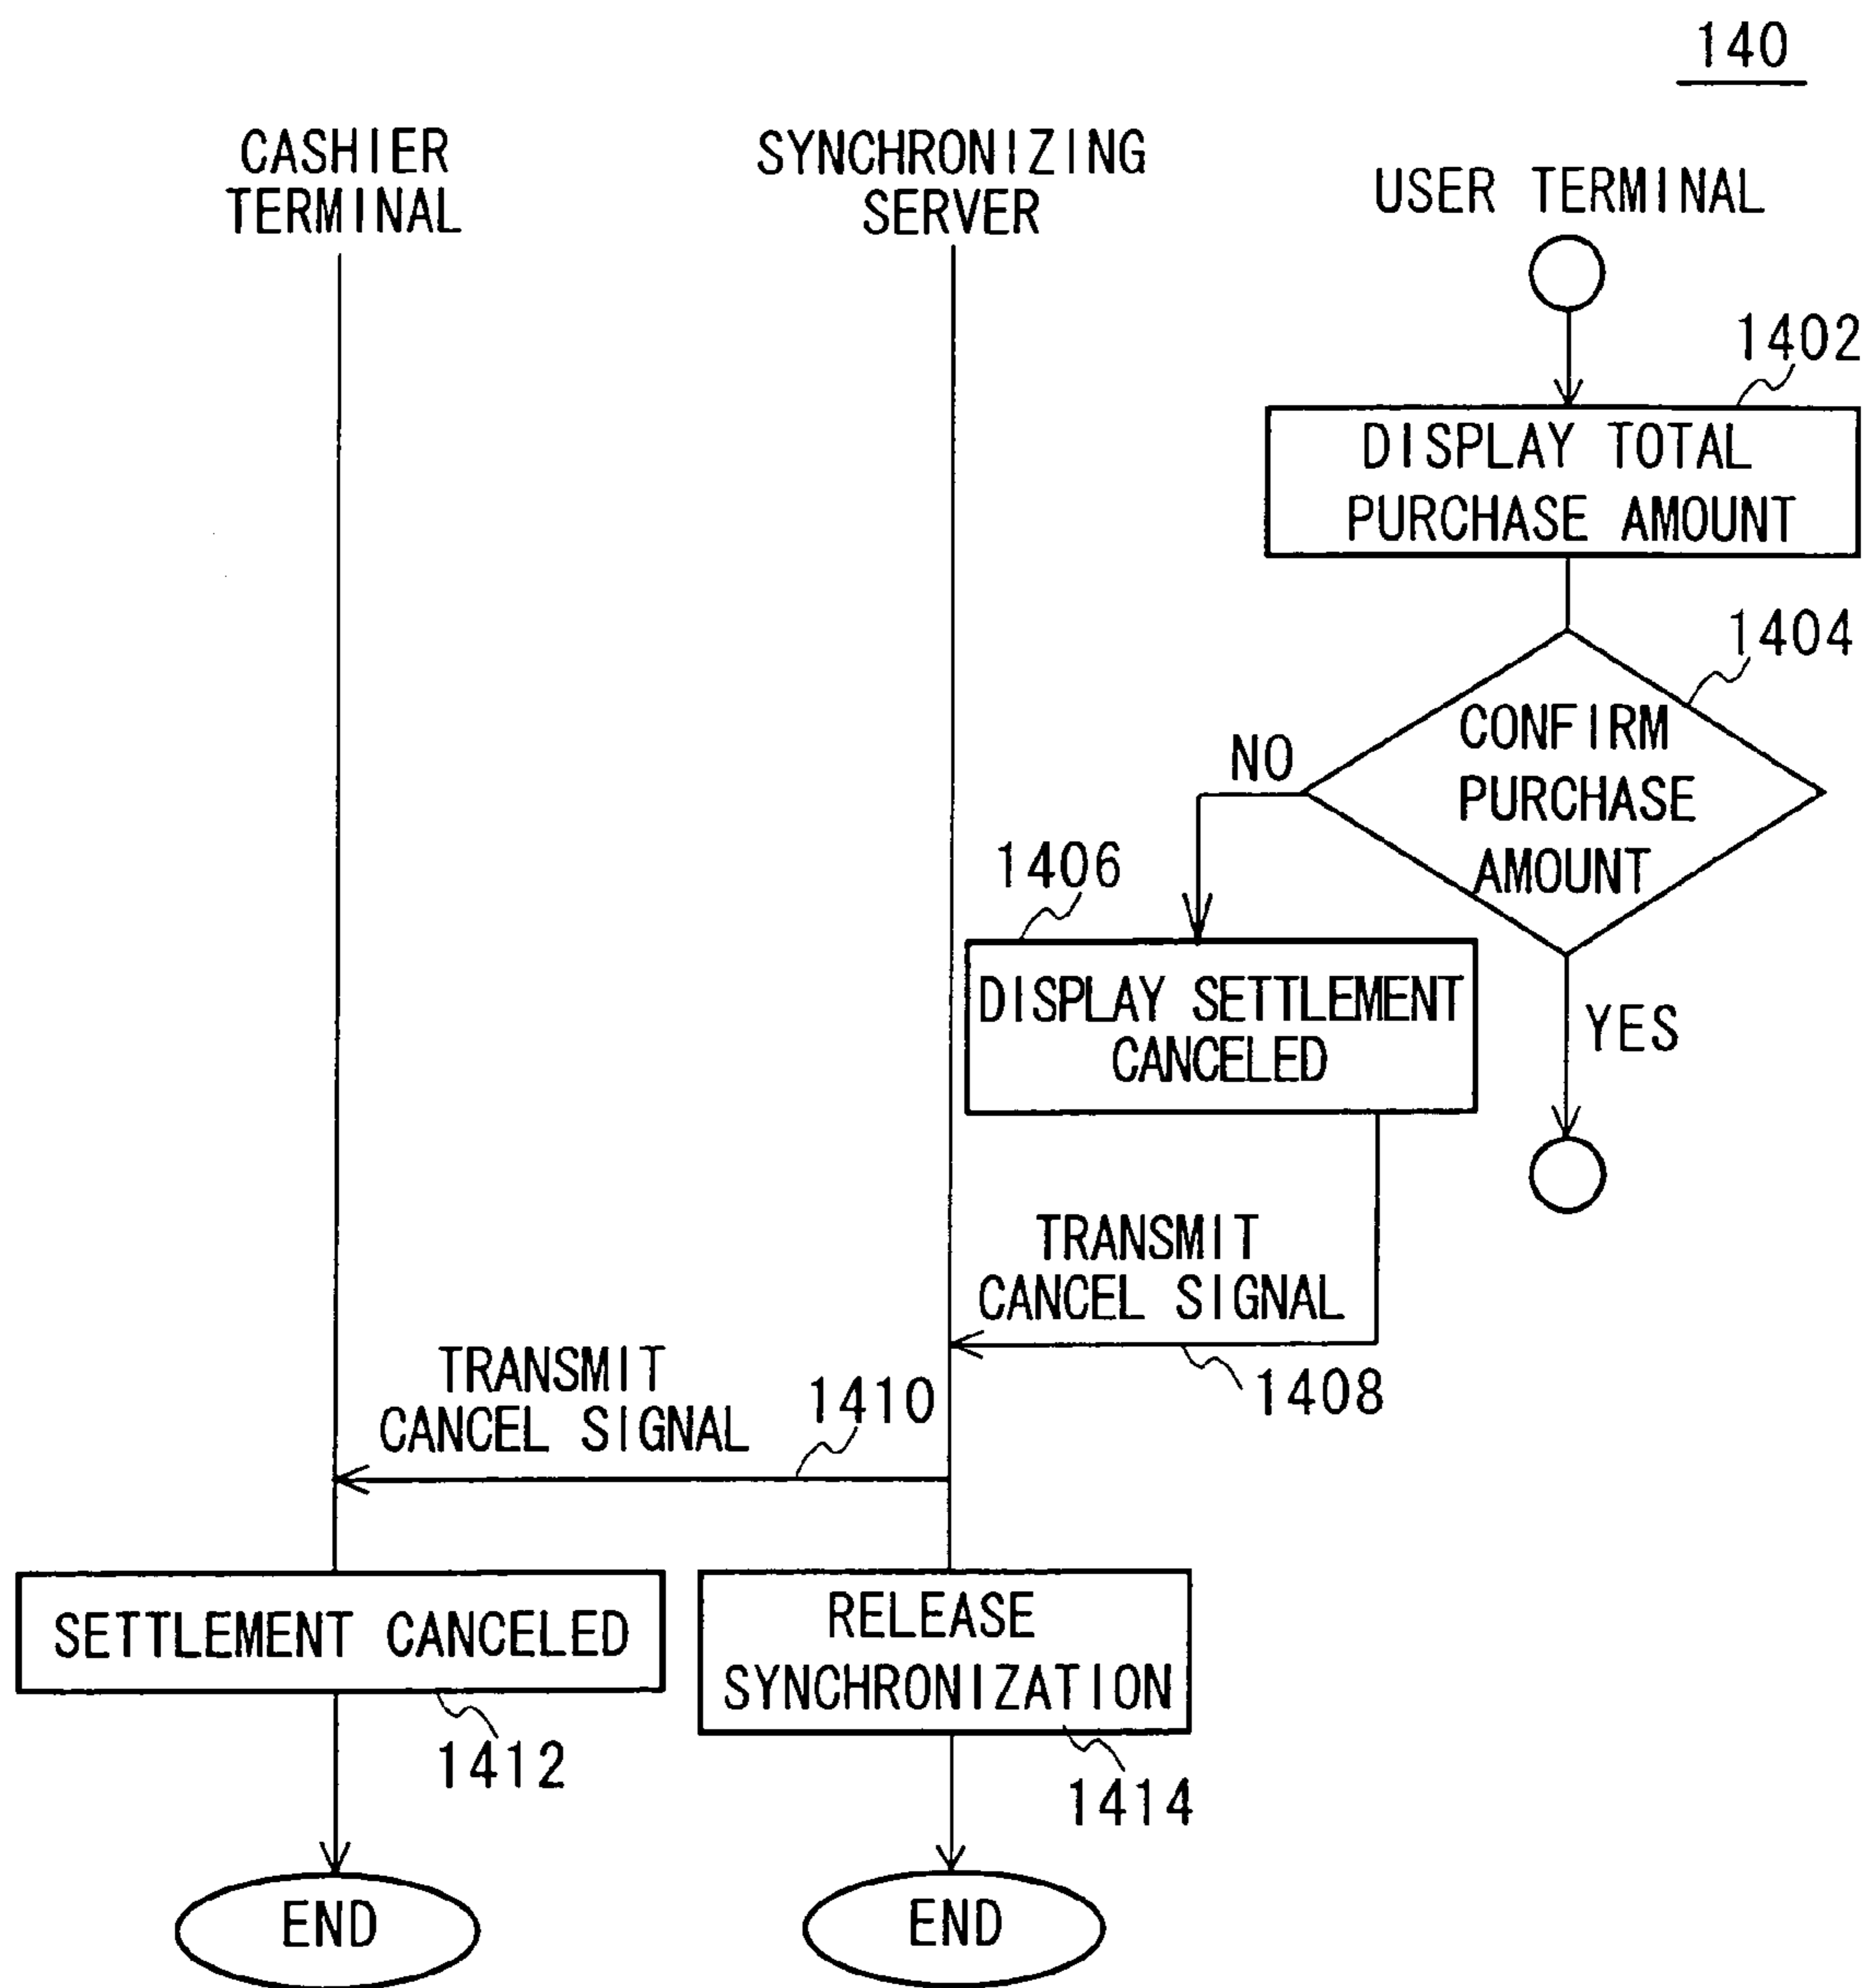 140
CASHIER
TERMINAL
SYNCHRONIZING
SERVER
USER TERMINAL
1402
DISPLAY TOTAL
PURCHASE AMOUNT
1404
CONFIRM
PURCHASE
AMOUNT
NO
1406
DISPLAY SETTLEMENT
CANCELED
YES
TRANSMIT
CANCEL SIGNAL
1408
TRANSMIT
CANCEL SIGNAL
1410
SETTLEMENT CANCELED
1412
RELEASE
SYNCHRONIZATION
1414
END
END